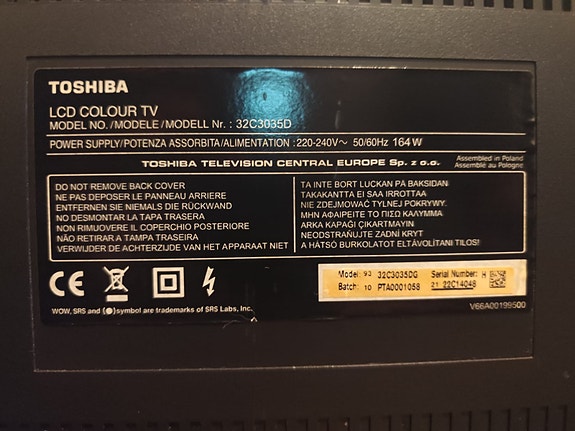 TOSHIBA
LCD COLOUR TV
MODEL NO./MODELE/MODELL Nr. : 32C3035D
POWER SUPPLY/POTENZA ASSORBITA/ALIMENTATION : 220-240V～ 50/60Hz 164W
TOSHIBA TELEVISION CENTRAL EUROPE Sp. z o.o.
Assembled in Poland
Assemblé au Pologne
DO NOT REMOVE BACK COVER
NE PAS DEPOSER LE PANNEAU ARRIERE
ENTFERNEN SIE NIEMALS DIE RÜCKWAND
NO DESMONTAR LA TAPA TRASERA
NON RIMUOVERE IL COPERCHIO POSTERIORE
NÃO RETIRAR A TAMPA TRASEIRA
VERWIJDER DE ACHTERZIJDE VAN HET APPARAAT NIET
TA INTE BORT LUCKAN PÅ BAKSIDAN
TAKAKANTTA EI SAA IRROTTAA
NIE ZDEJMOWAĆ TYLNEJ POKRYWY.
ΜΗΝ ΑΦΑΙΡΕΙΤΕ ΤΟ ΠΙΣΩ ΚΑΛΥΜΜΑ
ARKA KAPAĞI ÇIKARTMAYIN
NEODSTRAŇUJTE ZADNÍ KRYT
A HÁTSÓ BURKOLATOT ELTÁVOLÍTANI TILOS!
CE
WOW, SRS and symbol are trademarks of SRS Labs, Inc.
Model: 93 32C3035DG Serial Number: H
Batch: 10 PTA0001058 21 22C14048
V66A00199500